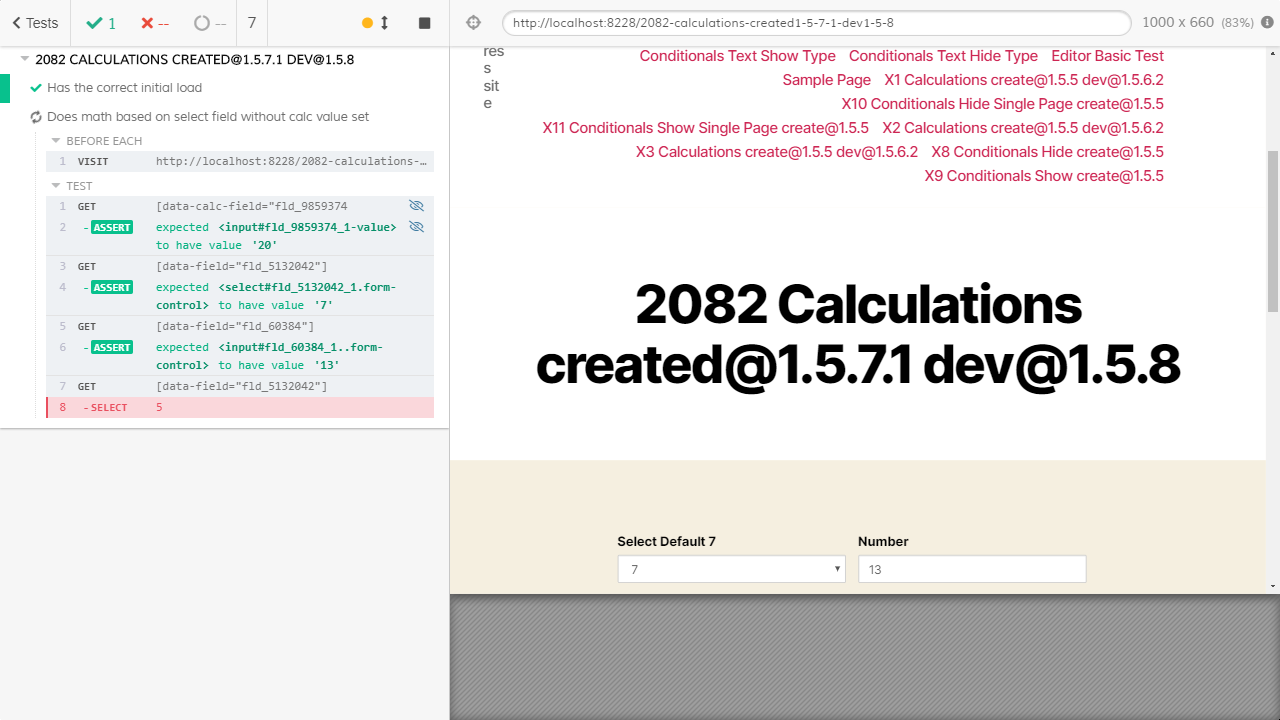 Tests
1
--
--
7
http://localhost:8228/2082-calculations-created1-5-7-1-dev1-5-8
1000 x 660 (83%)
2082 CALCULATIONS CREATED@1.5.7.1 DEV@1.5.8
Has the correct initial load
Does math based on select field without calc value set
BEFORE EACH
1 VISIT http://localhost:8228/2082-calculations-…
TEST
1 GET [data-calc-field="fld_9859374
2 - ASSERT expected <input#fld_9859374_1-value>
to have value '20'
3 GET [data-field="fld_5132042"]
4 - ASSERT expected <select#fld_5132042_1.form-
control> to have value '7'
5 GET [data-field="fld_60384"]
6 - ASSERT expected <input#fld_60384_1..form-
control> to have value '13'
7 GET [data-field="fld_5132042"]
8 - SELECT 5
res
s
sit
e
Conditionals Text Show Type Conditionals Text Hide Type Editor Basic Test
Sample Page X1 Calculations create@1.5.5 dev@1.5.6.2
X10 Conditionals Hide Single Page create@1.5.5
X11 Conditionals Show Single Page create@1.5.5 X2 Calculations create@1.5.5 dev@1.5.6.2
X3 Calculations create@1.5.5 dev@1.5.6.2 X8 Conditionals Hide create@1.5.5
X9 Conditionals Show create@1.5.5
2082 Calculations
created@1.5.7.1 dev@1.5.8
Select Default 7 Number
7 13